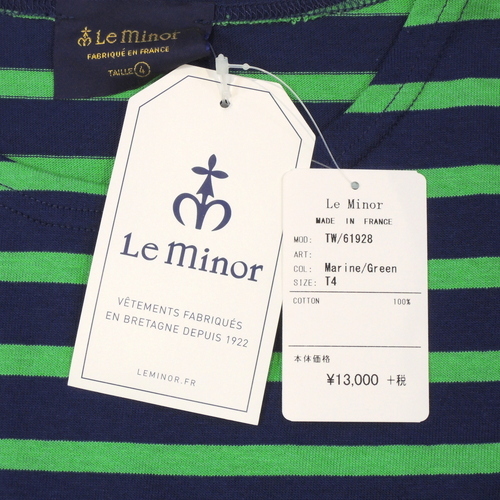 Le Minor
FABRIQUÉ EN FRANCE
TAILLE 4
Le Minor
VÊTEMENTS FABRIQUÉS
EN BRETAGNE DEPUIS 1922
LEMINOR.FR
Le Minor
MADE IN FRANCE
MOD: TW/61928
ART:
COL: Marine/Green
SIZE: T4
COTTON 100%
本体価格
¥13,000 +税